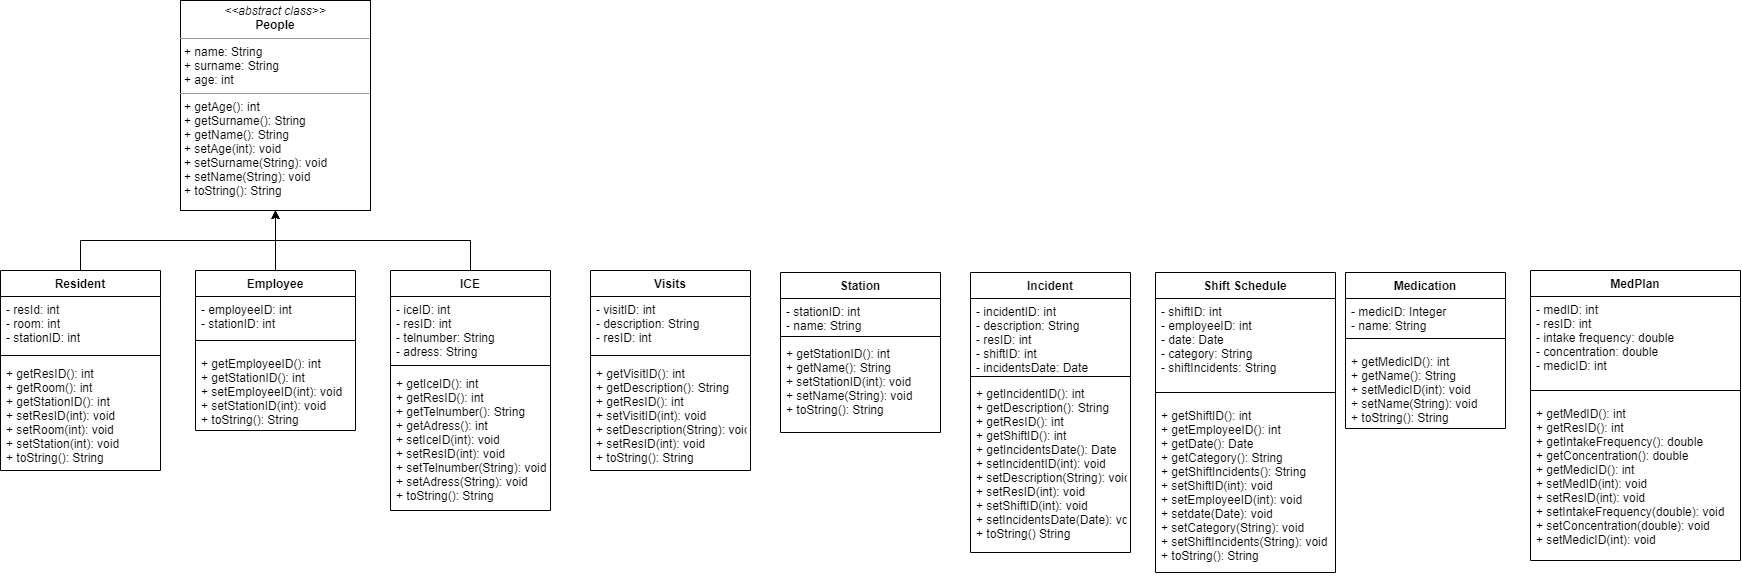 <<abstract class>>
People
+ name: String
+ surname: String
+ age: int
+ getAge(): int
+ getSurname(): String
+ getName(): String
+ setAge(int): void
+ setSurname(String): void
+ setName(String): void
+ toString(): String
Resident
- resId: int
- room: int
- stationID: int
+ getResID(): int
+ getRoom(): int
+ getStationID(): int
+ setResID(int): void
+ setRoom(int): void
+ setStation(int): void
+ toString(): String
Employee
- employeeID: int
- stationID: int
+ getEmployeeID(): int
+ getStationID(): int
+ setEmployeeID(int): void
+ setStationID(int): void
+ toString(): String
ICE
- iceID: int
- resID: int
- telnumber: String
- adress: String
+ getIceID(): int
+ getResID(): int
+ getTelnumber(): String
+ getAdress(): int
+ setIceID(int): void
+ setResID(int): void
+ setTelnumber(String): void
+ setAdress(String): void
+ toString(): String
Visits
- visitID: int
- description: String
- resID: int
+ getVisitID(): int
+ getDescription(): String
+ getResID(): int
+ setVisitID(int): void
+ setDescription(String): void
+ setResID(int): void
+ toString(): String
Station
- stationID: int
- name: String
+ getStationID(): int
+ getName(): String
+ setStationID(int): void
+ setName(String): void
+ toString(): String
Incident
- incidentID: int
- description: String
- resID: int
- shiftID: int
- incidentsDate: Date
+ getIncidentID(): int
+ getDescription(): String
+ getResID(): int
+ getShiftID(): int
+ getIncidentsDate(): Date
+ setIncidentID(int): void
+ setDescription(String): voi
+ setResID(int): void
+ setShiftID(int): void
+ setIncidentsDate(Date): vo
+ toString() String
Shift Schedule
- shiftID: int
- employeeID: int
- date: Date
- category: String
- shiftIncidents: String
+ getShiftID(): int
+ getEmployeeID(): int
+ getDate(): Date
+ getCategory(): String
+ getShiftIncidents(): String
+ setShiftID(int): void
+ setEmployeeID(int): void
+ setdate(Date): void
+ setCategory(String): void
+ setShiftIncidents(String): void
+ toString(): String
Medication
- medicID: Integer
- name: String
+ getMedicID(): int
+ getName(): String
+ setMedicID(int): void
+ setName(String): void
+ toString(): String
MedPlan
- medID: int
- resID: int
- intake frequency: double
- concentration: double
- medicID: int
+ getMedID(): int
+ getResID(): int
+ getIntakeFrequency(): double
+ getConcentration(): double
+ getMedicID(): int
+ setMedID(int): void
+ setResID(int): void
+ setIntakeFrequency(double): void
+ setConcentration(double): void
+ setMedicID(int): void